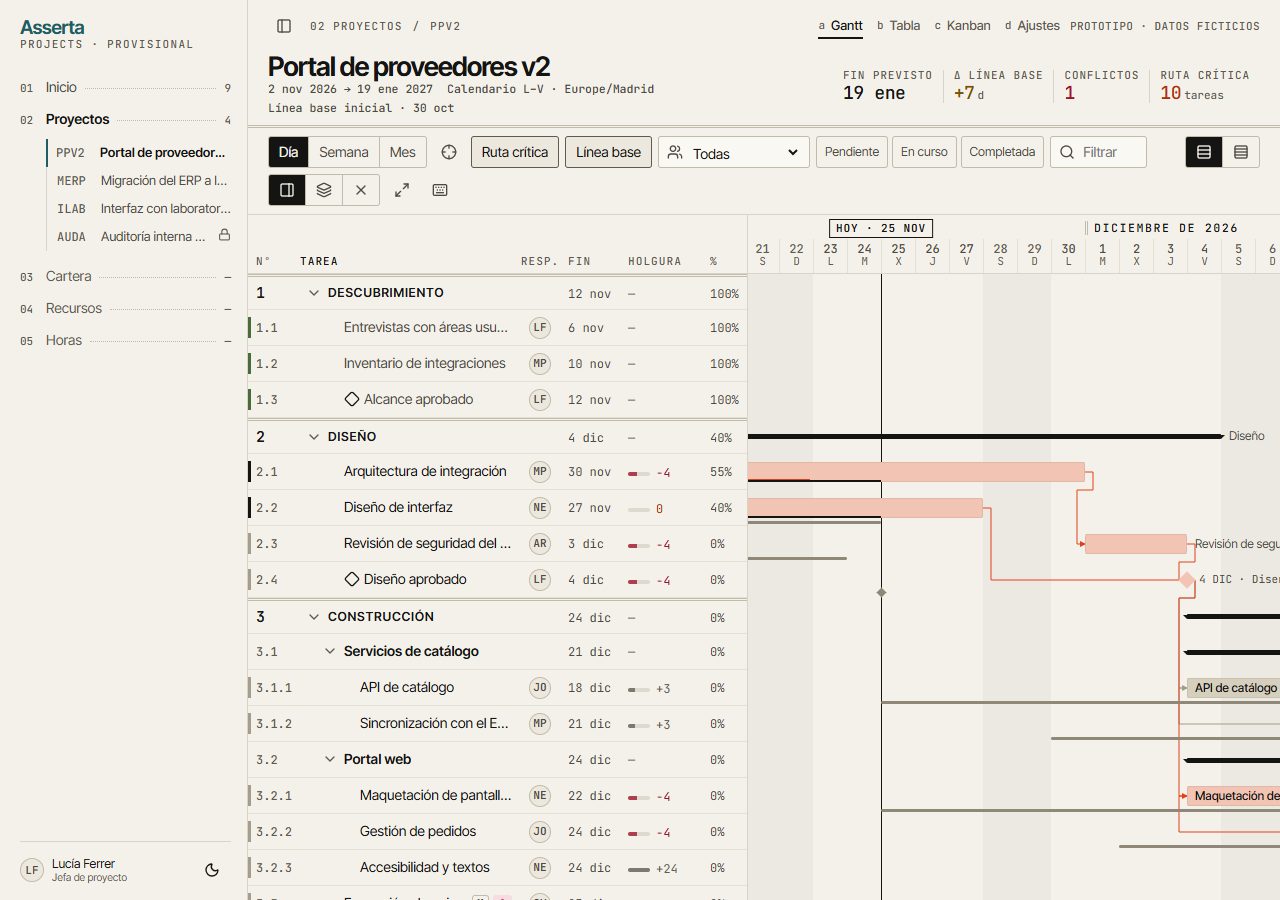 Asserta
PROJECTS · PROVISIONAL
01 Inicio 9
02 Proyectos 4
PPV2 Portal de proveedor...
MERP Migración del ERP a l...
ILAB Interfaz con laborator...
AUDA Auditoría interna ...
03 Cartera –
04 Recursos –
05 Horas –
LF Lucía Ferrer
Jefa de proyecto
02 PROYECTOS / PPV2
a Gantt b Tabla c Kanban d Ajustes PROTOTIPO · DATOS FICTICIOS
Portal de proveedores v2
2 nov 2026 → 19 ene 2027 Calendario L–V · Europe/Madrid
Línea base inicial · 30 oct
FIN PREVISTO Δ LÍNEA BASE CONFLICTOS RUTA CRÍTICA
19 ene +7 d 1 10 tareas
Día Semana Mes Ruta crítica Línea base Todas Pendiente En curso Completada Filtrar
HOY · 25 NOV DICIEMBRE DE 2026
21 22 23 24 25 26 27 28 29 30 1 2 3 4 5 6
S D L M X J V S D L M X J V S D
N° TAREA RESP. FIN HOLGURA %
1 DESCUBRIMIENTO 12 nov – 100%
1.1 Entrevistas con áreas usu... LF 6 nov – 100%
1.2 Inventario de integraciones MP 10 nov – 100%
1.3 Alcance aprobado LF 12 nov – 100%
2 DISEÑO 4 dic – 40% Diseño
2.1 Arquitectura de integración MP 30 nov -4 55%
2.2 Diseño de interfaz NE 27 nov 0 40%
2.3 Revisión de seguridad del ... AR 3 dic -4 0% Revisión de segu
2.4 Diseño aprobado LF 4 dic -4 0% 4 DIC · Diser
3 CONSTRUCCIÓN 24 dic – 0%
3.1 Servicios de catálogo 21 dic – 0%
3.1.1 API de catálogo JO 18 dic +3 0% API de catálogo
3.1.2 Sincronización con el E... MP 21 dic +3 0%
3.2 Portal web 24 dic – 0%
3.2.1 Maquetación de pantall... NE 22 dic -4 0% Maquetación de
3.2.2 Gestión de pedidos JO 24 dic -4 0%
3.2.3 Accesibilidad y textos NE 24 dic +24 0%